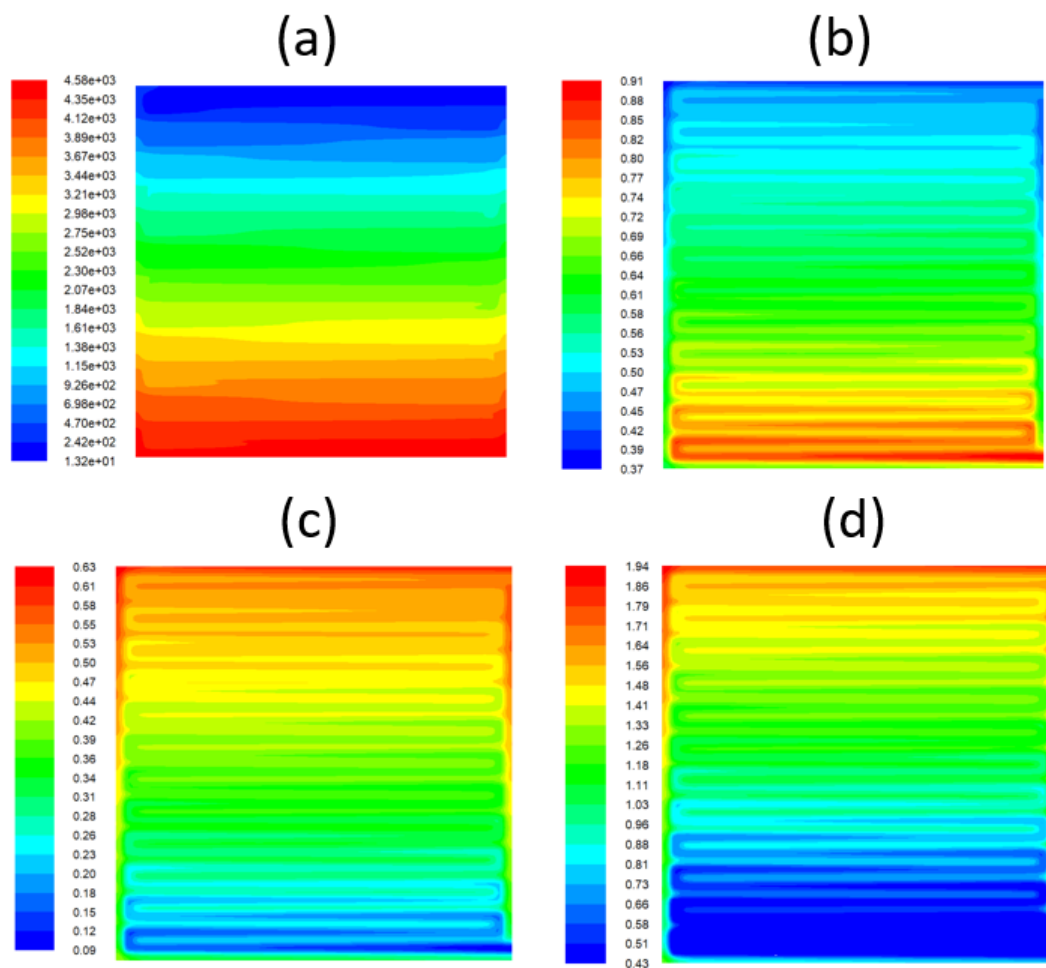 (a)
4.58e+03
4.35e+03
4.12e+03
3.89e+03
3.67e+03
3.44e+03
3.21e+03
2.98e+03
2.75e+03
2.52e+03
2.30e+03
2.07e+03
1.84e+03
1.61e+03
1.38e+03
1.15e+03
9.26e+02
6.98e+02
4.70e+02
2.42e+02
1.32e+01
(b)
0.91
0.88
0.85
0.82
0.80
0.77
0.74
0.72
0.69
0.66
0.64
0.61
0.58
0.56
0.53
0.50
0.47
0.45
0.42
0.39
0.37
(c)
0.63
0.61
0.58
0.55
0.53
0.50
0.47
0.44
0.42
0.39
0.36
0.34
0.31
0.28
0.26
0.23
0.20
0.18
0.15
0.12
0.09
(d)
1.94
1.86
1.79
1.71
1.64
1.56
1.48
1.41
1.33
1.26
1.18
1.11
1.03
0.96
0.88
0.81
0.73
0.66
0.58
0.51
0.43